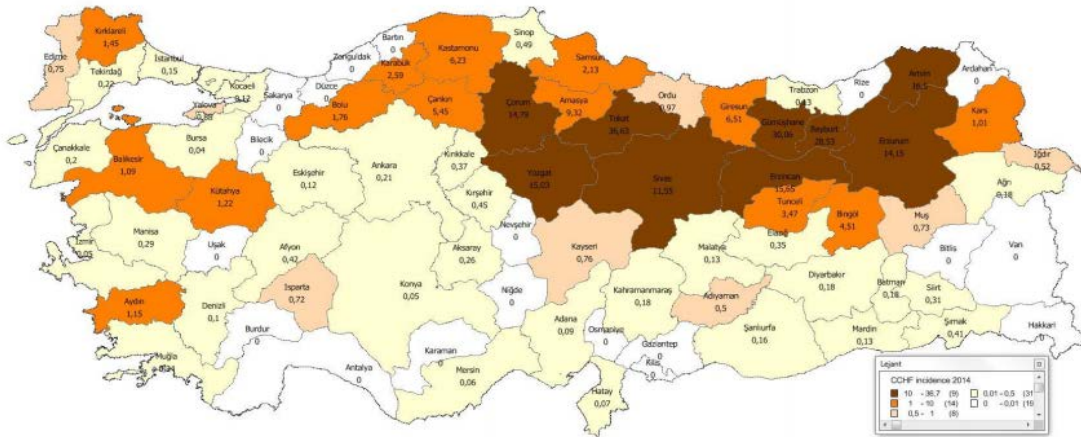 Kırklareli
1,45
Edirne
0,75
Tekirdağ
0,22
İstanbul
0,15
Kocaeli
0,12
Yalova
Sakarya
0
Düzce
0
Zonguldak
0
Bartın
0
Karabük
2,59
Kastamonu
6,23
Sinop
0,49
Samsun
2,13
Bolu
1,76
Çankırı
5,45
Çorum
14,79
Amasya
9,32
Ordu
0,97
Giresun
6,51
Trabzon
0,13
Rize
0
Artvin
Ardahan
0
Kars
1,01
Iğdır
0,52
Tokat
36,63
Gümüşhane
30,06
Bayburt
28,53
Erzurum
14,15
Ağrı
0,18
Çanakkale
0,2
Balıkesir
1,09
Bursa
0,04
Bilecik
0
Kütahya
1,22
Eskişehir
0,12
Ankara
0,21
Kırıkkale
0,37
Kırşehir
0,45
Yozgat
15,03
Sivas
11,55
Erzincan
15,65
Tunceli
3,47
Bingöl
4,51
Muş
0,73
Bitlis
0
Van
0
İzmir
0,05
Manisa
0,29
Uşak
0
Afyon
0,42
Aksaray
0,26
Nevşehir
0
Kayseri
0,76
Malatya
0,13
Elazığ
0,35
Diyarbakır
0,18
Batman
0,18
Siirt
0,31
Aydın
1,15
Denizli
0,1
Isparta
0,72
Konya
0,05
Niğde
0
Kahramanmaraş
0,18
Adıyaman
0,5
Şanlıurfa
0,16
Mardin
0,13
Şırnak
0,41
Hakkari
0
Muğla
Burdur
0
Antalya
0
Karaman
0
Mersin
0,06
Adana
0,09
Osmaniye
0
Gaziantep
0
Kilis
0
Hatay
0,07
Lejant
CCHF incidence 2014
10 - 36,7 (9)
1 - 10 (14)
0,5 - 1 (8)
0,01 - 0,5 (31
0 - 0,01 (19